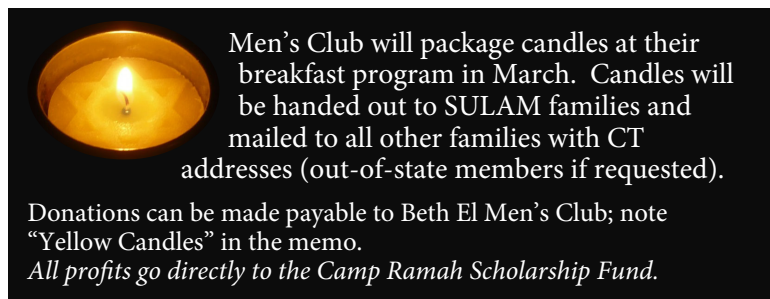 Men’s Club will package candles at their
breakfast program in March.  Candles will
be handed out to SULAM families and
mailed to all other families with CT
addresses (out-of-state members if requested).
Donations can be made payable to Beth El Men’s Club; note
“Yellow Candles” in the memo.
All profits go directly to the Camp Ramah Scholarship Fund.